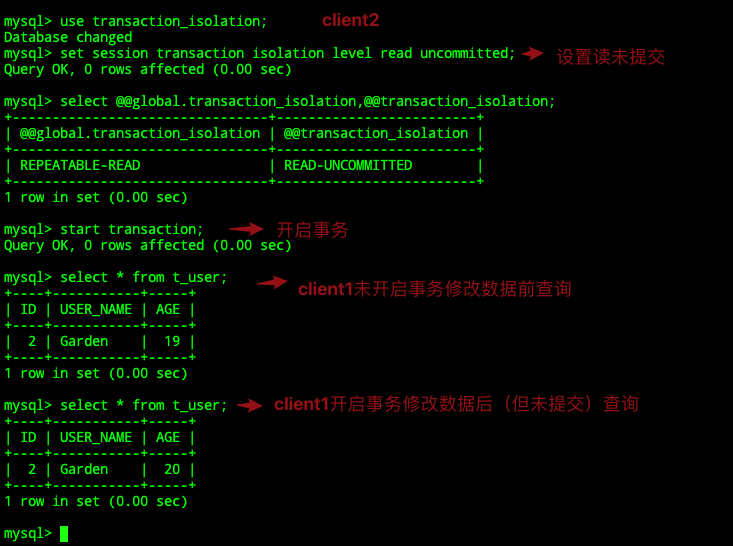 mysql> use transaction_isolation; client2
Database changed
mysql> set session transaction isolation level read uncommitted; 设置读未提交
Query OK, 0 rows affected (0.00 sec)
mysql> select @@global.transaction_isolation,@@transaction_isolation;
+--------------------------------+-------------------------+
| @@global.transaction_isolation | @@transaction_isolation |
+--------------------------------+-------------------------+
| REPEATABLE-READ                | READ-UNCOMMITTED        |
+--------------------------------+-------------------------+
1 row in set (0.00 sec)
mysql> start transaction; 开启事务
Query OK, 0 rows affected (0.00 sec)
mysql> select * from t_user; client1未开启事务修改数据前查询
+----+-----------+-----+
| ID | USER_NAME | AGE |
+----+-----------+-----+
|  2 | Garden    |  19 |
+----+-----------+-----+
1 row in set (0.00 sec)
mysql> select * from t_user; client1开启事务修改数据后（但未提交）查询
+----+-----------+-----+
| ID | USER_NAME | AGE |
+----+-----------+-----+
|  2 | Garden    |  20 |
+----+-----------+-----+
1 row in set (0.00 sec)
mysql>